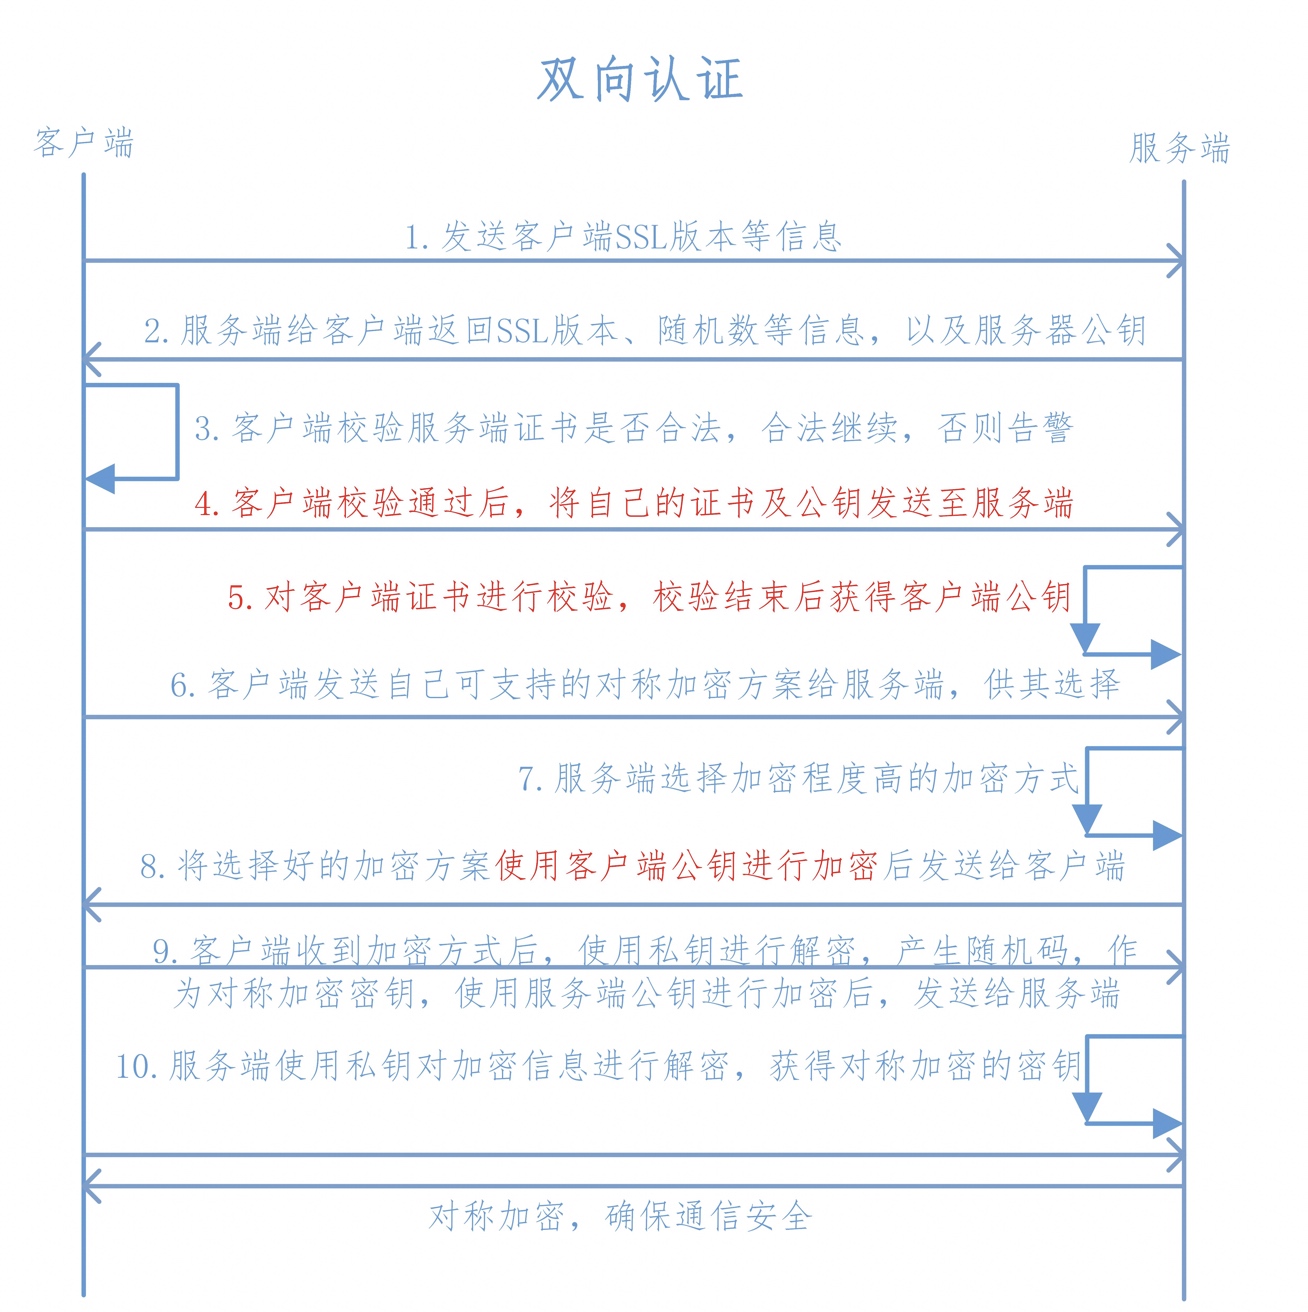 双向认证
客户端
服务端
1. 发送客户端SSL版本等信息
2. 服务端给客户端返回SSL版本、随机数等信息，以及服务器公钥
3. 客户端校验服务端证书是否合法，合法继续，否则告警
4. 客户端校验通过后，将自己的证书及公钥发送至服务端
5. 对客户端证书进行校验，校验结束后获得客户端公钥
6. 客户端发送自己可支持的对称加密方案给服务端，供其选择
7. 服务端选择加密程度高的加密方式
8. 将选择好的加密方案使用客户端公钥进行加密后发送给客户端
9. 客户端收到加密方式后，使用私钥进行解密，产生随机码，作
为对称加密密钥，使用服务端公钥进行加密后，发送给服务端
10. 服务端使用私钥对加密信息进行解密，获得对称加密的密钥
对称加密，确保通信安全